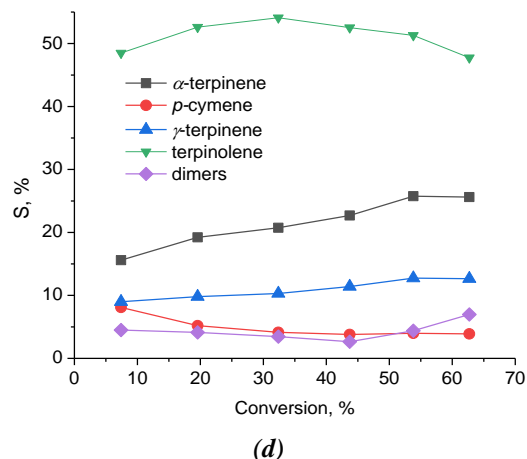 50
40
30
20
10
0
S, %
α-terpinene
p-cymene
γ-terpinene
terpinolene
dimers
0 10 20 30 40 50 60 70
Conversion, %
(d)